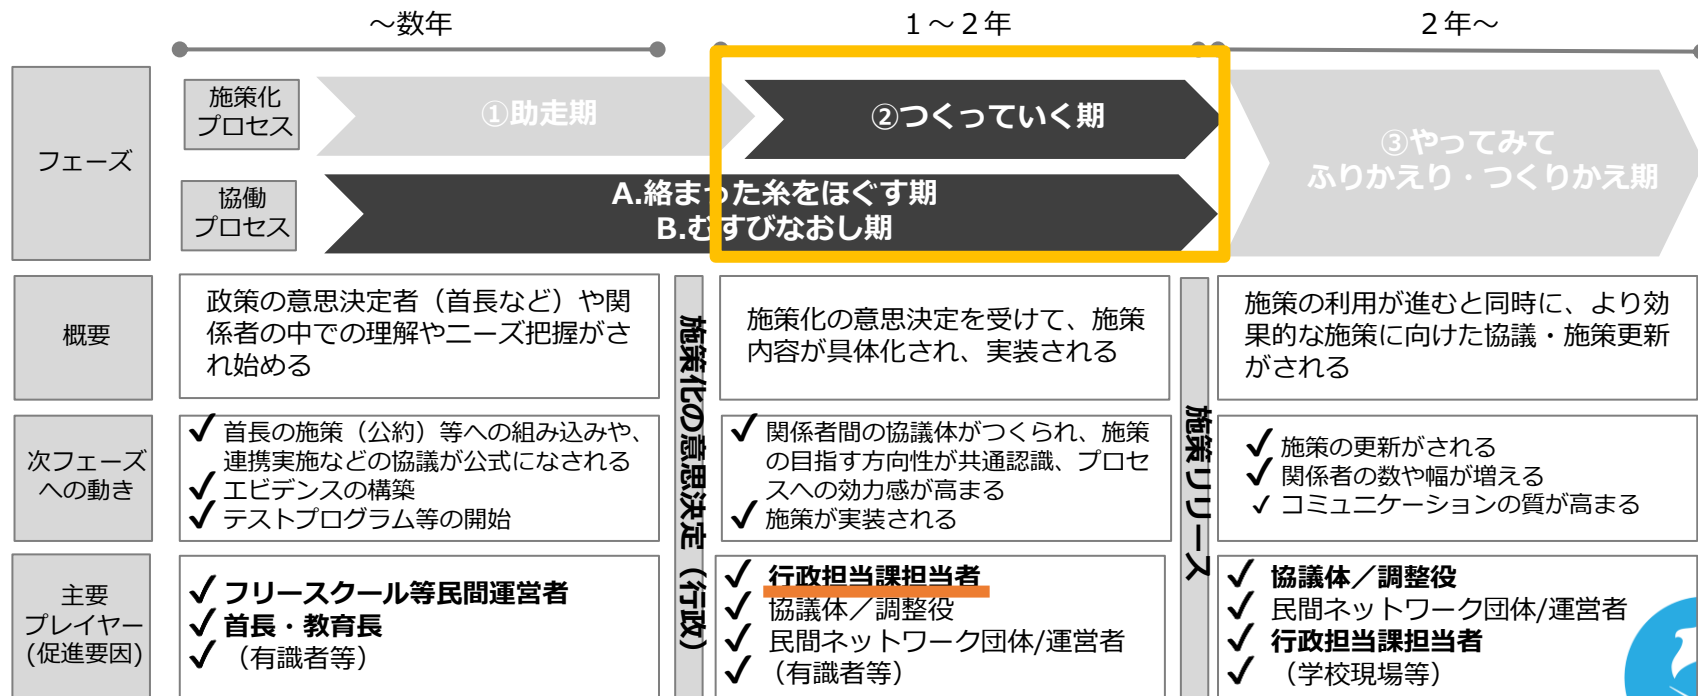 ～数年
1～2年
2年～
フェーズ
施策化
プロセス
①助走期
②つくっていく期
③やってみて
ふりかえり・つくりかえ期
協働
プロセス
A.絡まった糸をほぐす期
B.むすびなおし期
概要
政策の意思決定者（首長など）や関
係者の中での理解やニーズ把握がさ
れ始める
施策化の意思決定（行政）
施策化の意思決定を受けて、施策
内容が具体化され、実装される
施策リリース
施策の利用が進むと同時に、より効
果的な施策に向けた協議・施策更新
がされる
次フェーズ
への動き
✓ 首長の施策（公約）等への組み込みや、
連携実施などの協議が公式になされる
✓ エビデンスの構築
✓ テストプログラム等の開始
✓ 関係者間の協議体がつくられ、施策
の目指す方向性が共通認識、プロセ
スへの効力感が高まる
✓ 施策が実装される
✓ 施策の更新がされる
✓ 関係者の数や幅が増える
✓ コミュニケーションの質が高まる
主要
プレイヤー
(促進要因)
✓ フリースクール等民間運営者
✓ 首長・教育長
✓ （有識者等）
✓ 行政担当課担当者
✓ 協議体／調整役
✓ 民間ネットワーク団体/運営者
✓ （有識者等）
✓ 協議体／調整役
✓ 民間ネットワーク団体/運営者
✓ 行政担当課担当者
✓ （学校現場等）